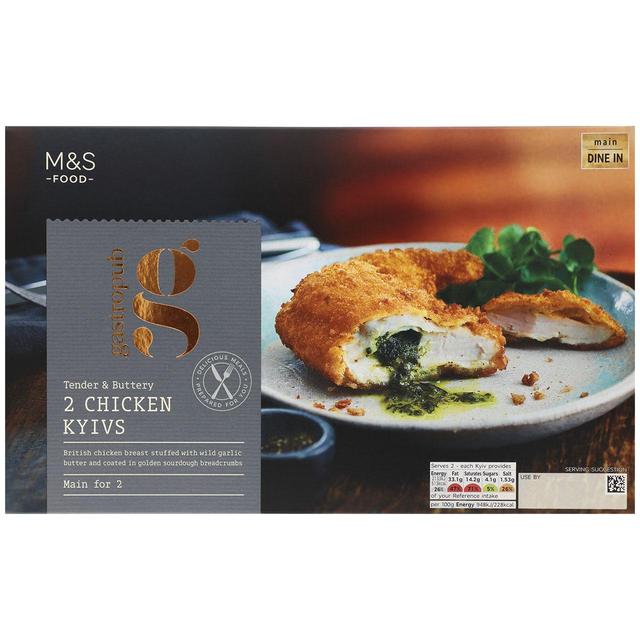 M&S
-FOOD-
main
DINE IN
gastropub
g
DELICIOUS MEALS
PREPARED FOR YOU
Tender & Buttery
2 CHICKEN
KYIVS
British chicken breast stuffed with wild garlic
butter and coated in golden sourdough breadcrumbs
Main for 2
SERVING SUGGESTION
Serves 2 - each Kyiv provides
Energy Fat Saturates Sugars Salt
33.1g 14.2g 4.1g 1.53g
26% 47% 71% 5% 26%
of your Reference intake
per 100g Energy 948kJ/228kcal
USE BY